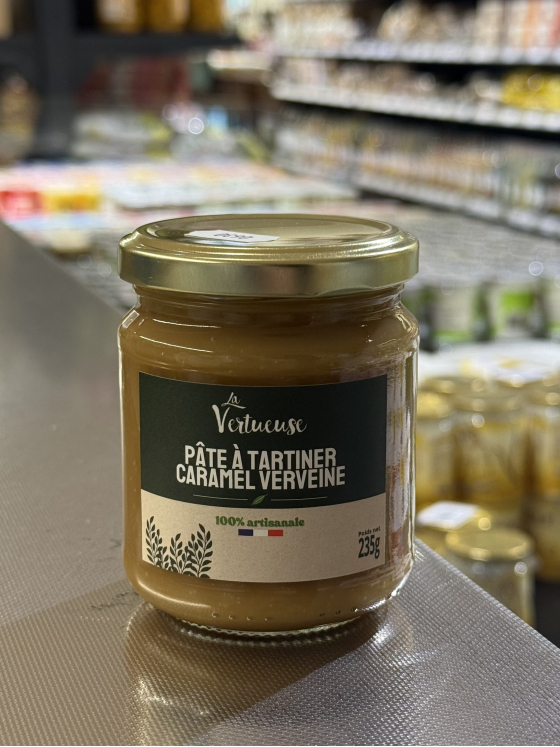 La
Vertueuse
PÂTE À TARTINER
CARAMEL VERVEINE
100% artisanale
Poids net
235g